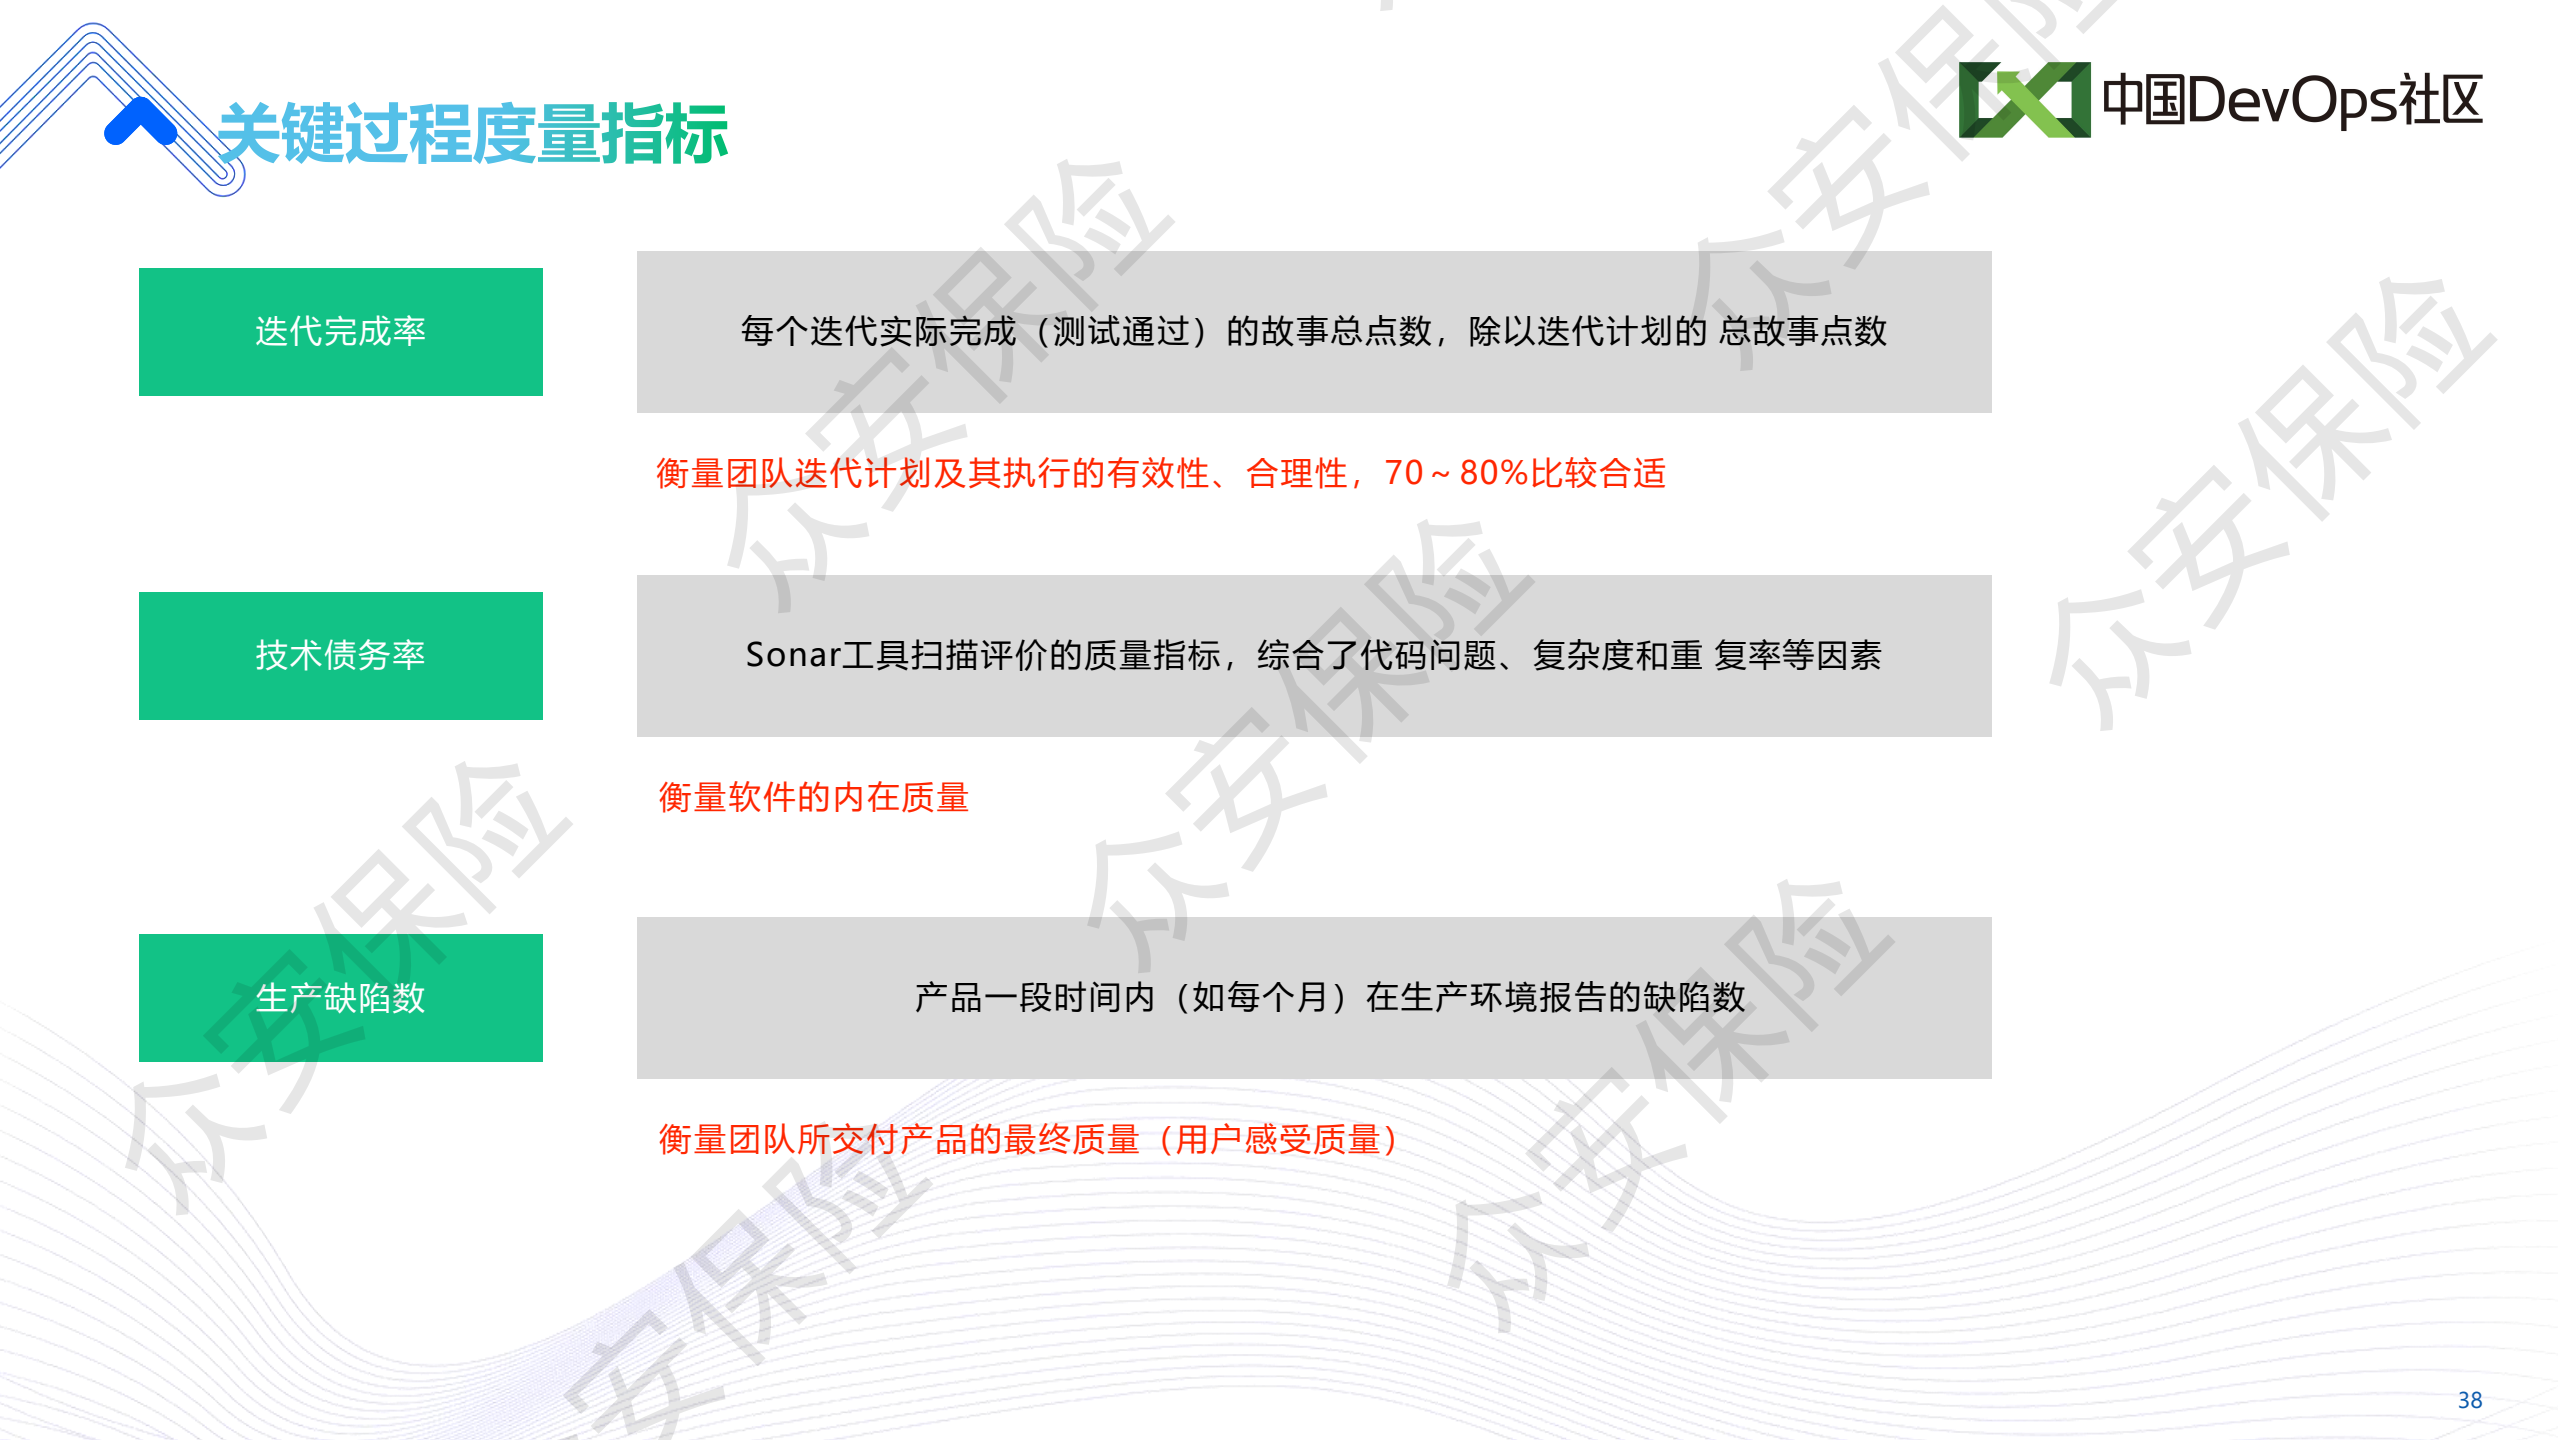 关键过程度量指标
中国DevOps社区
迭代完成率
每个迭代实际完成（测试通过）的故事总点数，除以迭代计划的 总故事点数
衡量团队迭代计划及其执行的有效性、合理性，70～80%比较合适
技术债务率
Sonar工具扫描评价的质量指标，综合了代码问题、复杂度和重 复率等因素
衡量软件的内在质量
生产缺陷数
产品一段时间内（如每个月）在生产环境报告的缺陷数
衡量团队所交付产品的最终质量（用户感受质量）
38
众安保险
众安保险
众安保险
众安保险
众安保险
众安保险
安保险